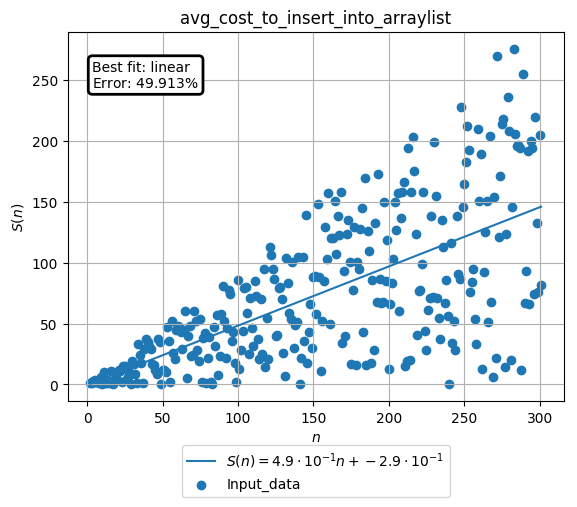 avg_cost_to_insert_into_arraylist
Best fit: linear
Error: 49.913%
250
200
150
100
50
0
S(n)
0 50 100 150 200 250 300
n
S(n) = 4.9 · 10⁻¹n + −2.9 · 10⁻¹
Input_data